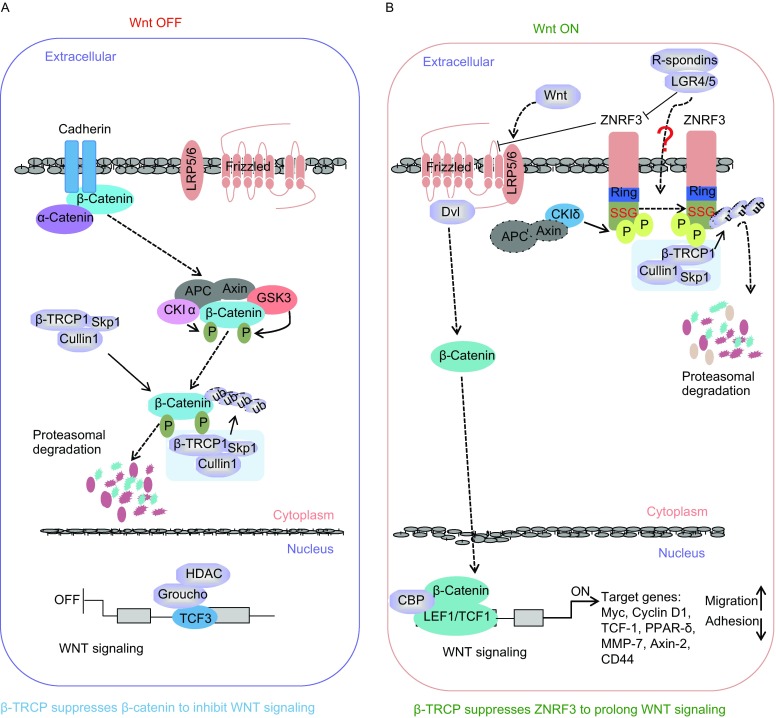 A
Wnt OFF
Extracellular
Cadherin
β-Catenin
α-Catenin
LRP5/6
Frizzled
APC
Axin
GSK3
CKI α
β-Catenin
P
P
β-TRCP1
Skp1
Cullin1
β-Catenin
ub
ub
ub
ub
P
P
β-TRCP1
Skp1
Cullin1
Proteasomal
degradation
Cytoplasm
Nucleus
HDAC
Groucho
TCF3
OFF
WNT signaling
β-TRCP suppresses β-catenin to inhibit WNT signaling
B
Wnt ON
Extracellular
R-spondins
LGR4/5
Wnt
ZNRF3
ZNRF3
?
Frizzled
LRP5/6
Ring
Ring
SSG
SSG
Dvl
CKIδ
APC
Axin
P
P
P
P
ub
β-TRCP1
Cullin1
Skp1
β-Catenin
Proteasomal
degradation
Cytoplasm
Nucleus
β-Catenin
CBP
LEF1/TCF1
ON
WNT signaling
Target genes:
Myc, Cyclin D1,
TCF-1, PPAR-δ,
MMP-7, Axin-2,
CD44
Migration
Adhesion
β-TRCP suppresses ZNRF3 to prolong WNT signaling